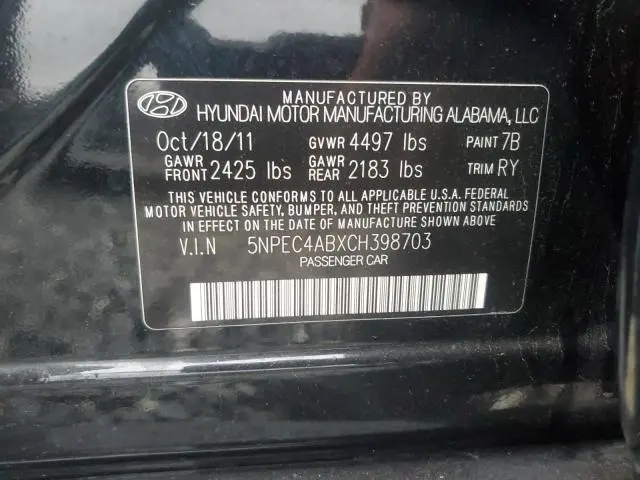 MANUFACTURED BY
HYUNDAI MOTOR MANUFACTURING ALABAMA, LLC
Oct/18/11 GVWR 4497 lbs PAINT 7B
GAWR FRONT 2425 lbs GAWR REAR 2183 lbs TRIM RY
THIS VEHICLE CONFORMS TO ALL APPLICABLE U.S.A. FEDERAL
MOTOR VEHICLE SAFETY, BUMPER, AND THEFT PREVENTION STANDARDS
IN EFFECT ON THE DATE OF MANUFACTURE SHOWN ABOVE
V.I.N 5NPEC4ABXCH398703
PASSENGER CAR